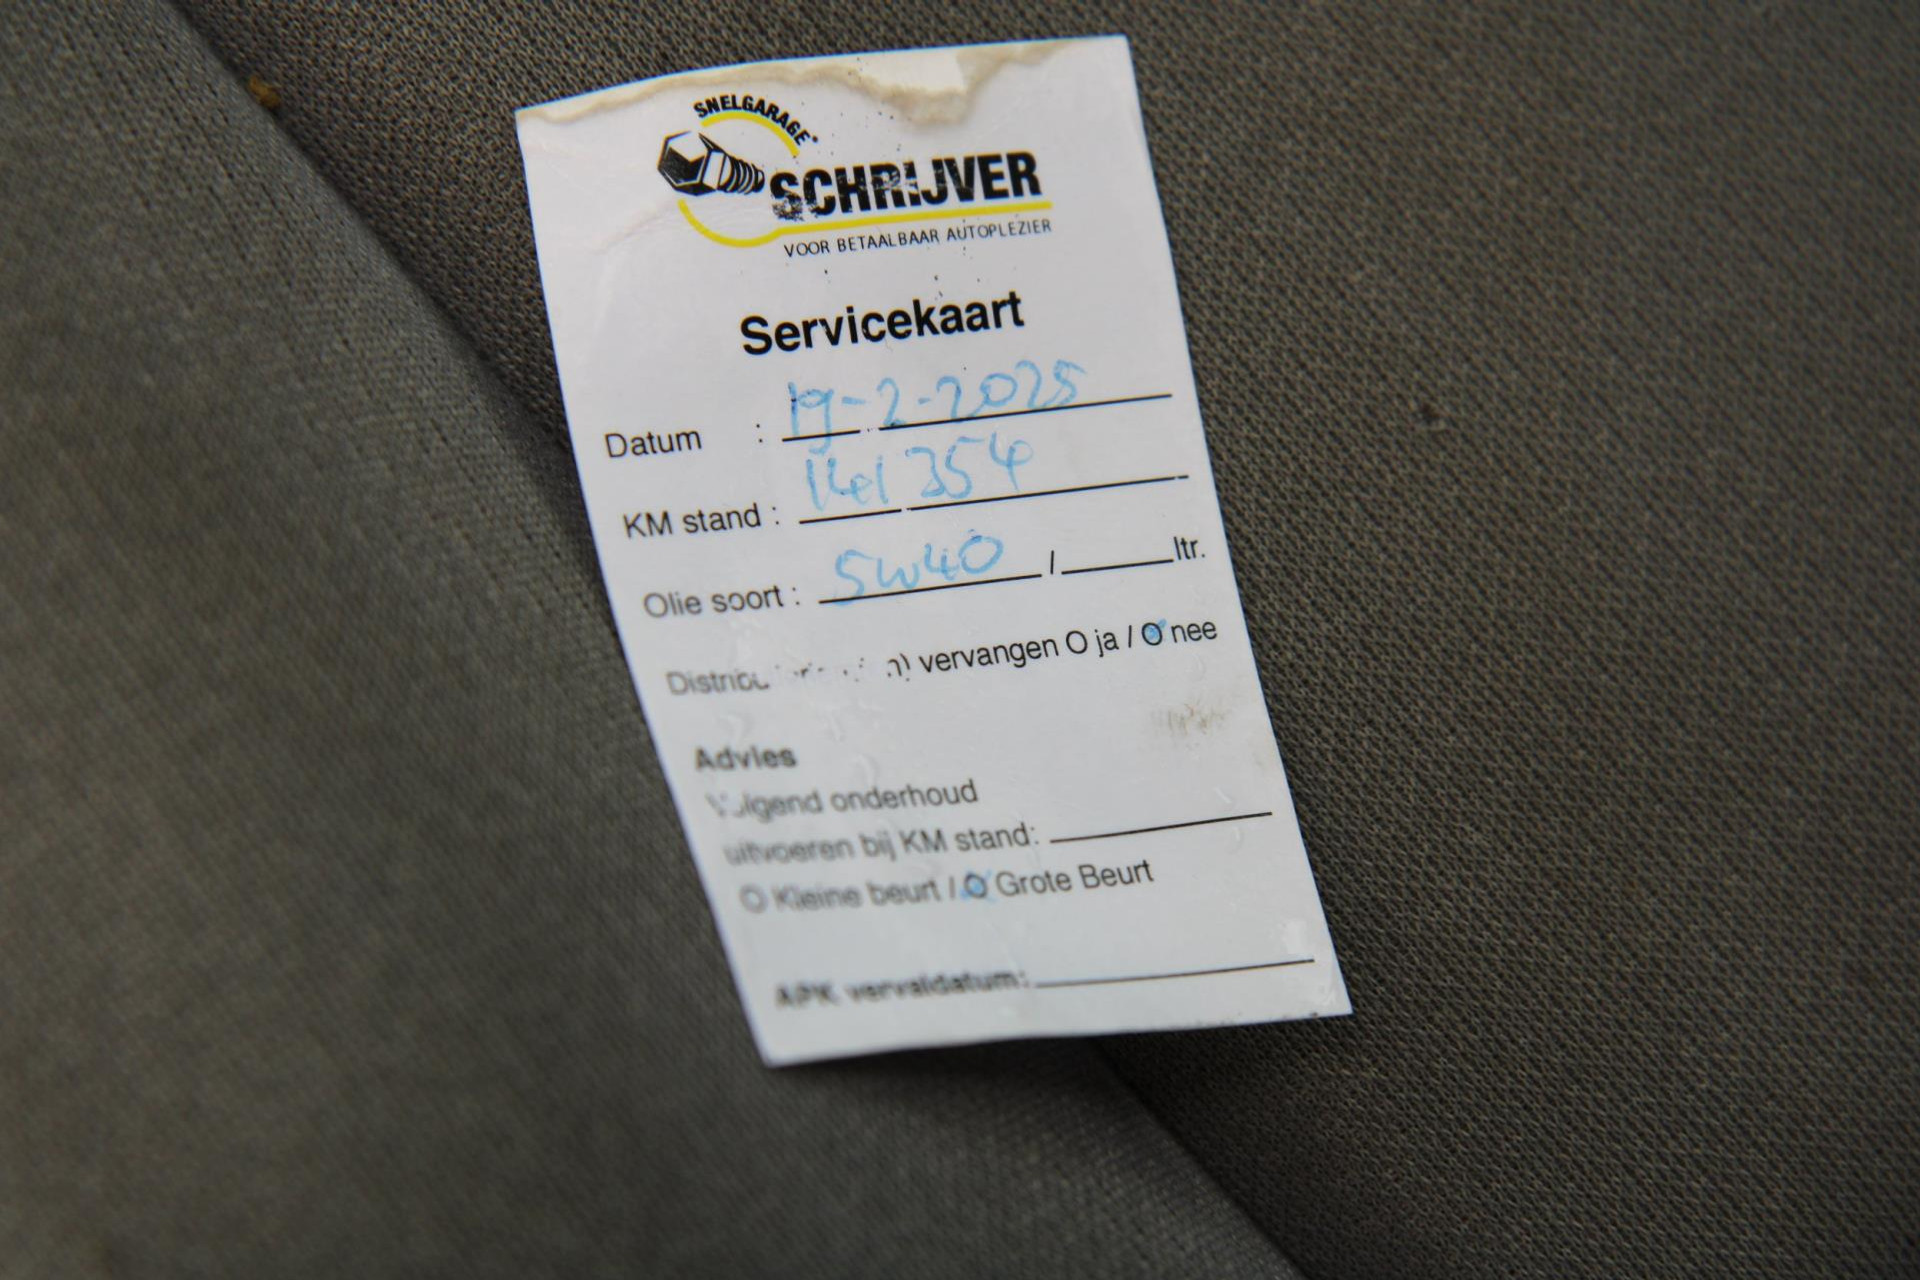 SNELGARAGE
SCHRIJVER
VOOR BETAALBAAR AUTOPLEZIER
Servicekaart
Datum : 19-2-2025
KM stand : 141354
Olie soort : 5w40 / ltr.
vervangen O ja / O nee
Advies
Volgend onderhoud
uitvoeren bij KM stand:
O Kleine beurt / O Grote Beurt
APK vervaldatum: